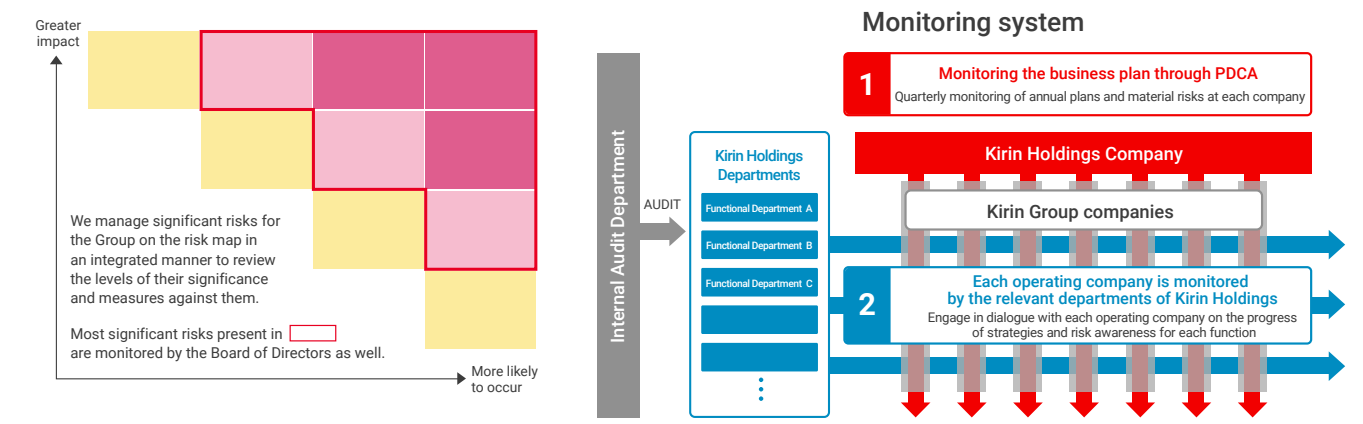 Greater
impact
We manage significant risks for
the Group on the risk map in
an integrated manner to review
the levels of their significance
and measures against them.
Most significant risks present in
are monitored by the Board of Directors as well.
More likely
to occur
Monitoring system
Internal Audit Department
AUDIT
Kirin Holdings
Departments
Functional Department A
Functional Department B
Functional Department C
1
Monitoring the business plan through PDCA
Quarterly monitoring of annual plans and material risks at each company
Kirin Holdings Company
Kirin Group companies
2
Each operating company is monitored
by the relevant departments of Kirin Holdings
Engage in dialogue with each operating company on the progress
of strategies and risk awareness for each function